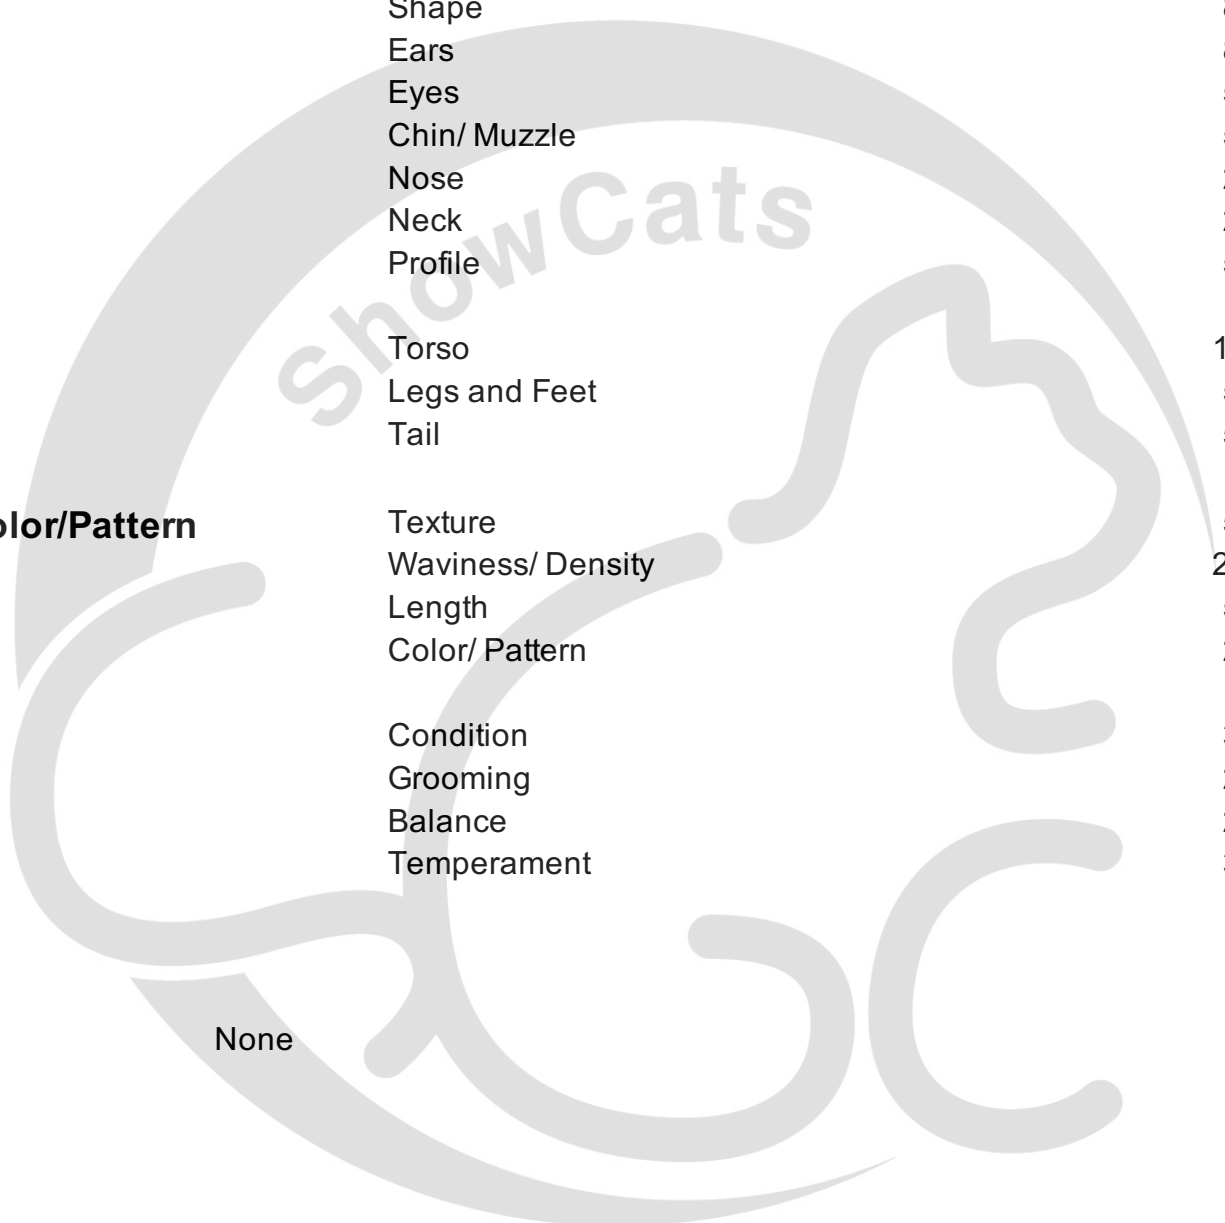 Shape
Ears
Eyes
Chin/ Muzzle
Nose
Neck
Profile
ShowCats
Torso
Legs and Feet
Tail
olor/Pattern Texture
Waviness/ Density
Length
Color/ Pattern
Condition
Grooming
Balance
Temperament
None